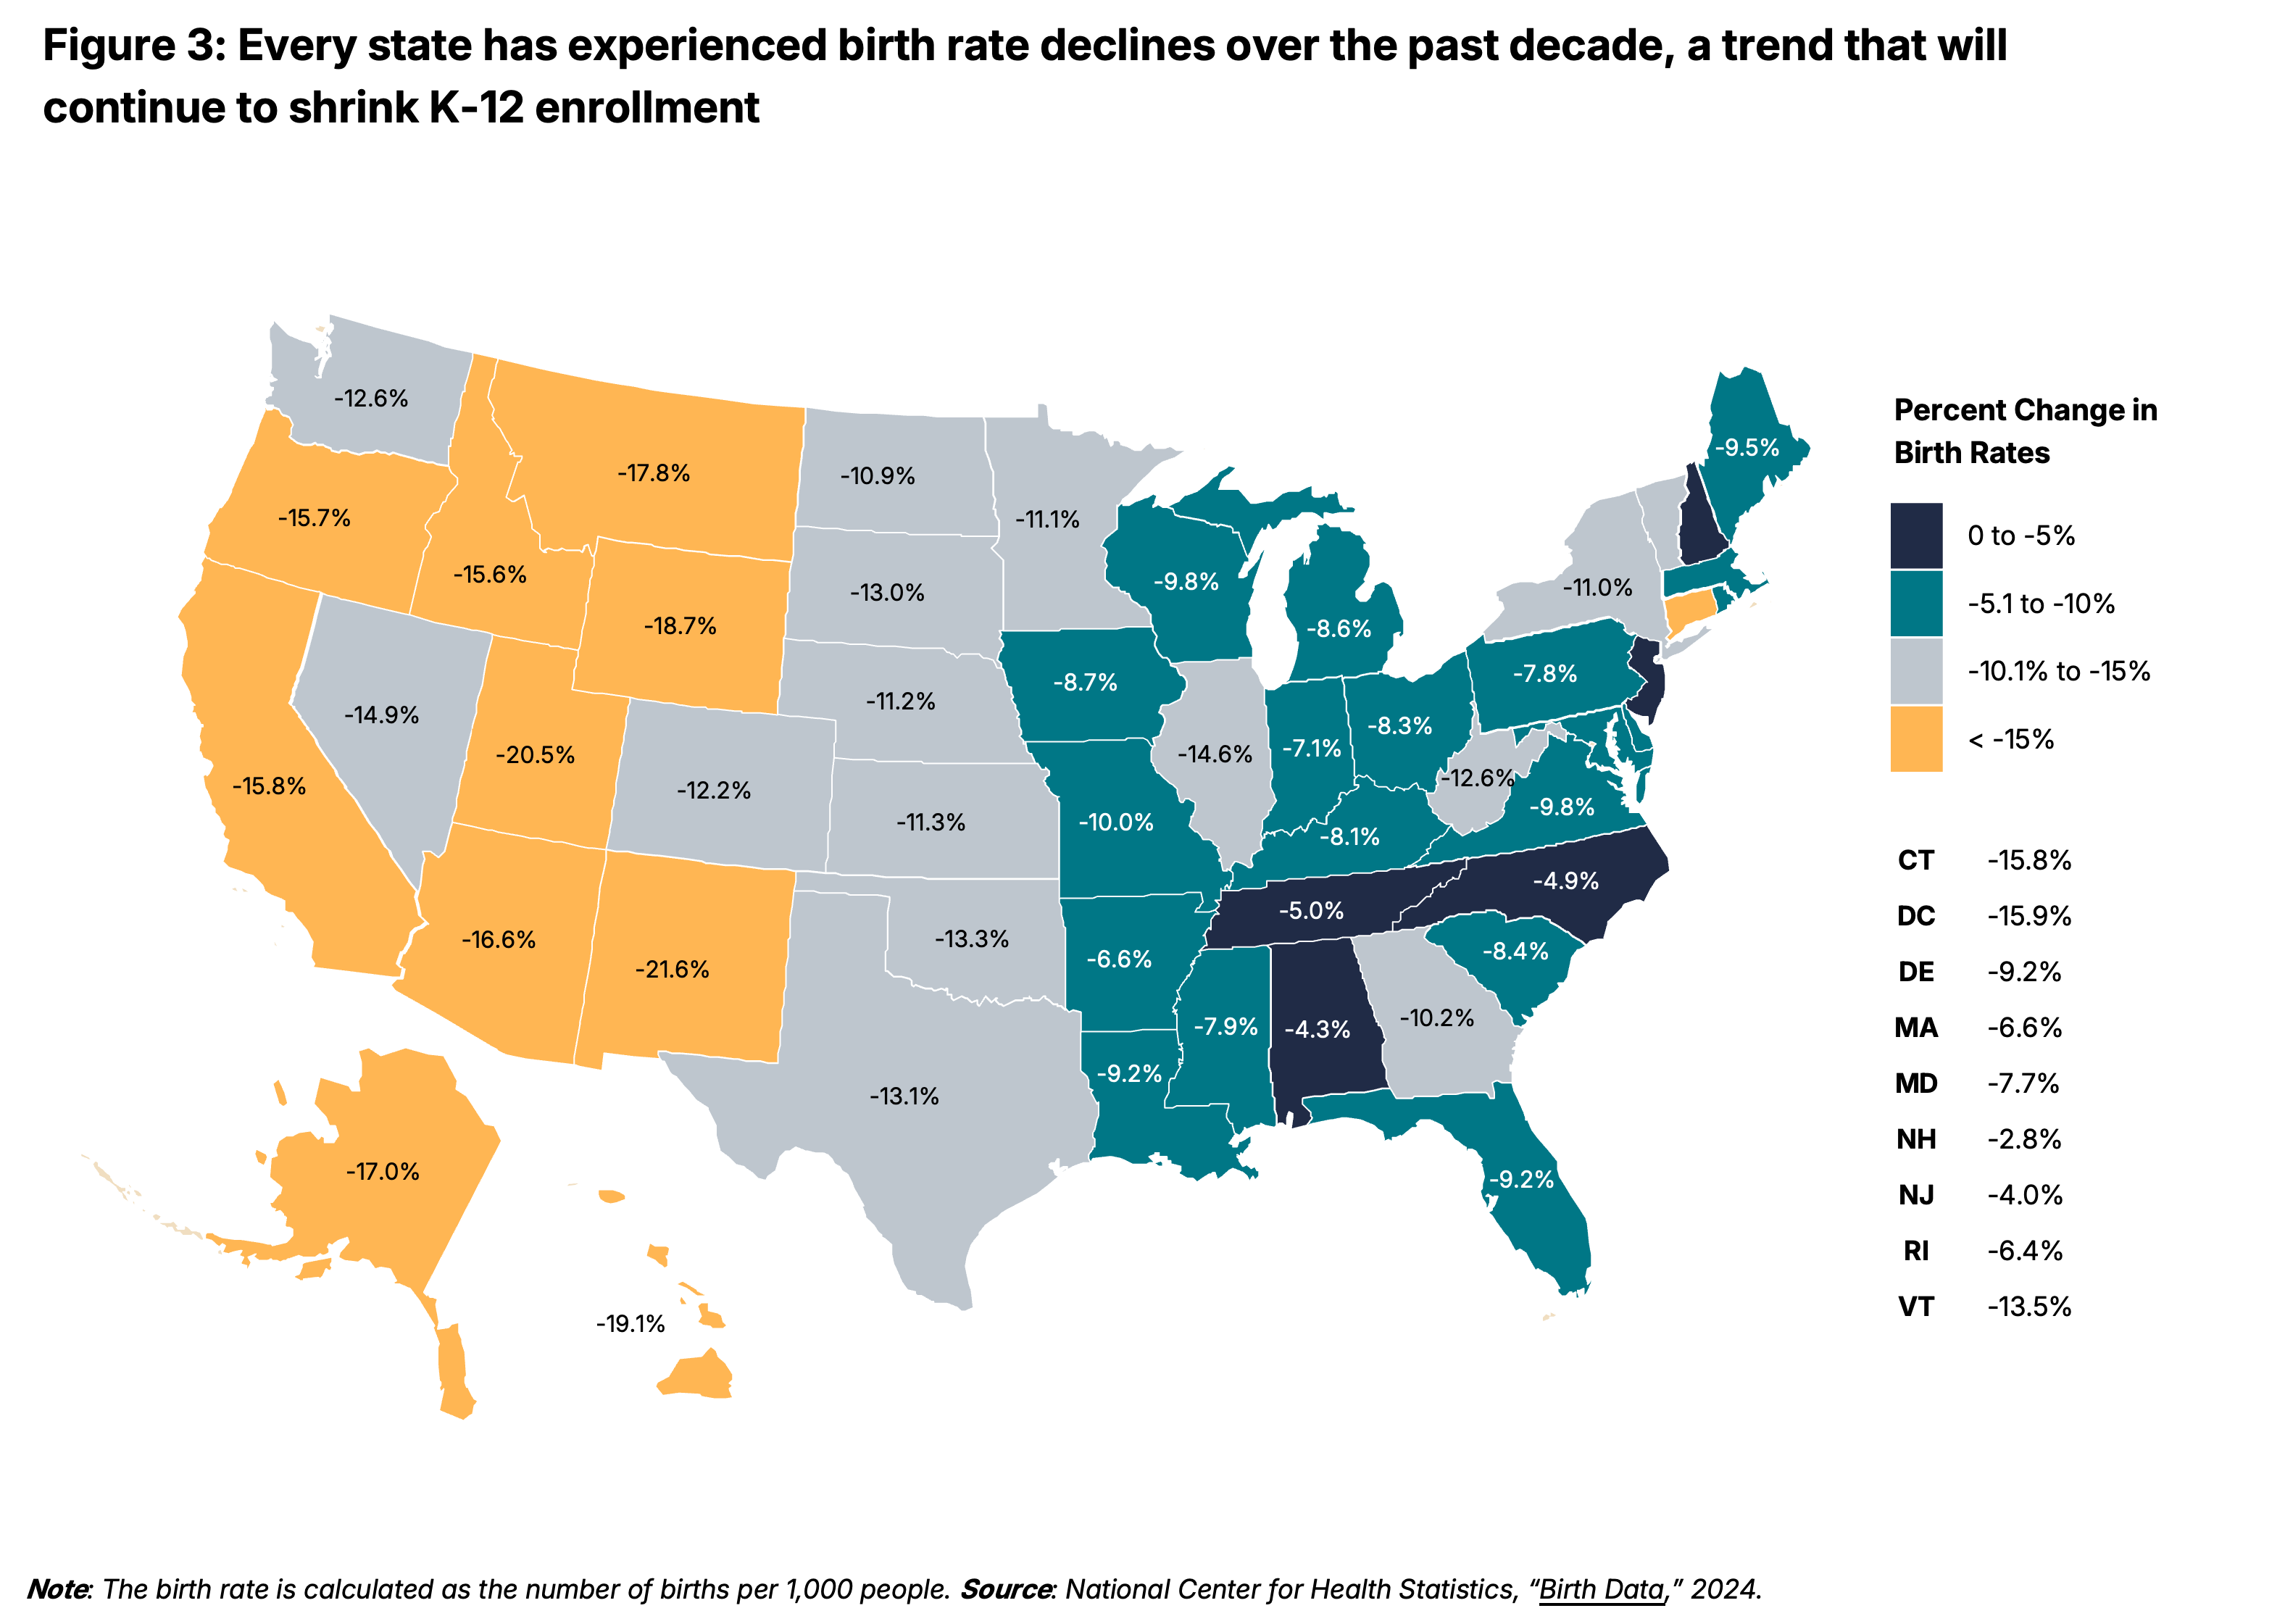 Figure 3: Every state has experienced birth rate declines over the past decade, a trend that will
continue to shrink K-12 enrollment
-12.6%
-15.7%
-17.8%
-15.6%
-18.7%
-10.9%
-11.1%
-13.0%
-11.2%
-14.9%
-20.5%
-15.8%
-12.2%
-11.3%
-16.6%
-21.6%
-13.3%
-13.1%
-9.8%
-8.6%
-8.7%
-14.6%
-7.1%
-8.3%
-10.0%
-8.1%
-12.6%
-9.8%
-7.8%
-11.0%
-9.5%
-5.0%
-4.9%
-6.6%
-8.4%
-7.9%
-4.3%
-10.2%
-9.2%
-9.2%
-17.0%
-19.1%
Percent Change in
Birth Rates
0 to -5%
-5.1 to -10%
-10.1% to -15%
< -15%
CT -15.8%
DC -15.9%
DE -9.2%
MA -6.6%
MD -7.7%
NH -2.8%
NJ -4.0%
RI -6.4%
VT -13.5%
Note: The birth rate is calculated as the number of births per 1,000 people. Source: National Center for Health Statistics, “Birth Data,” 2024.